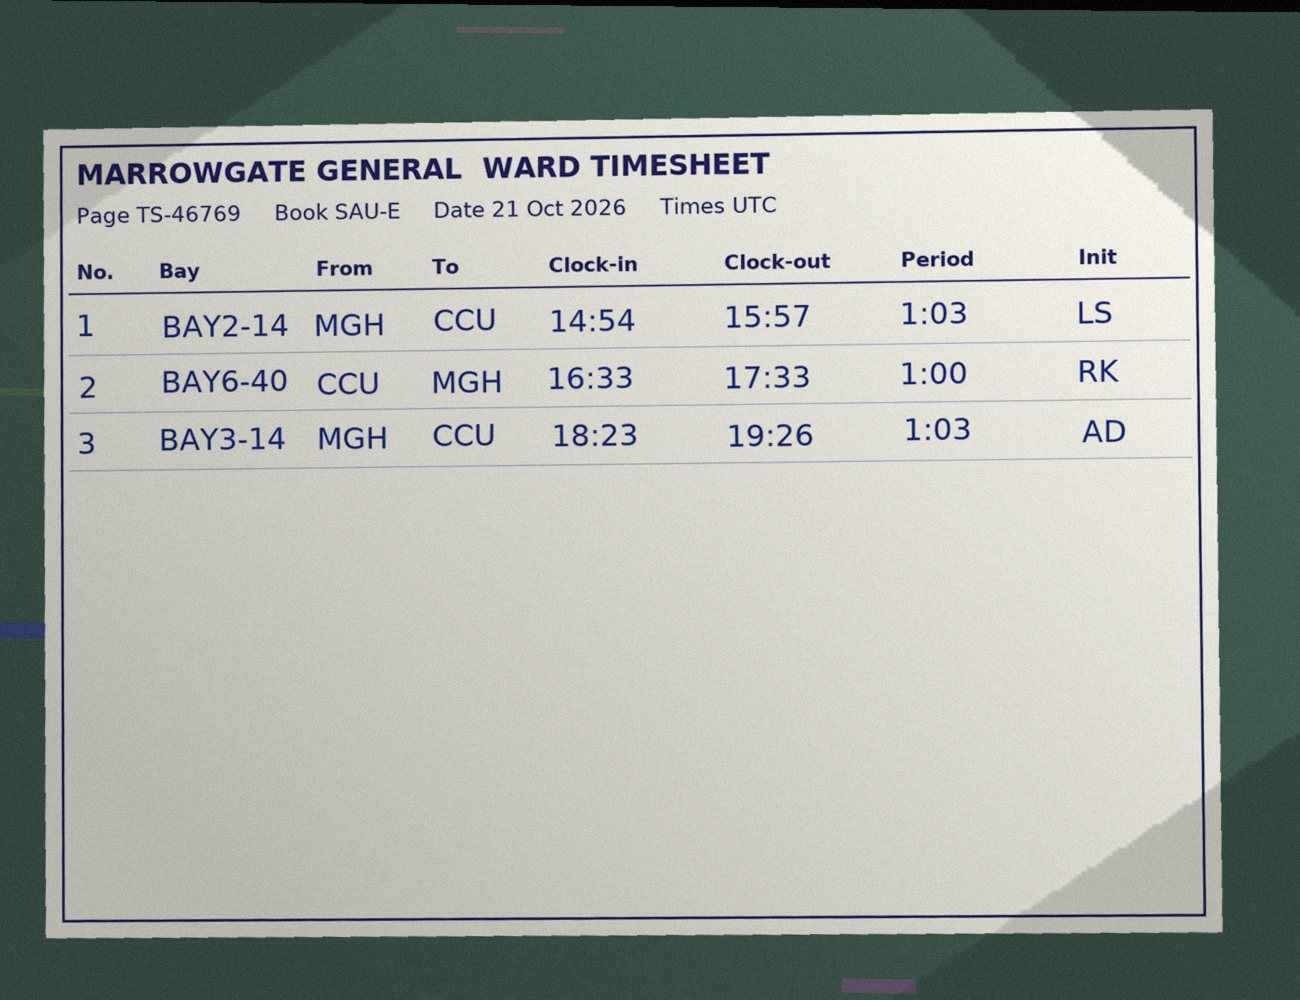 MARROWGATE GENERAL WARD TIMESHEET
Page TS-46769 Book SAU-E Date 21 Oct 2026 Times UTC
No. Bay From To Clock-in Clock-out Period Init
1 BAY2-14 MGH CCU 14:54 15:57 1:03 LS
2 BAY6-40 CCU MGH 16:33 17:33 1:00 RK
3 BAY3-14 MGH CCU 18:23 19:26 1:03 AD